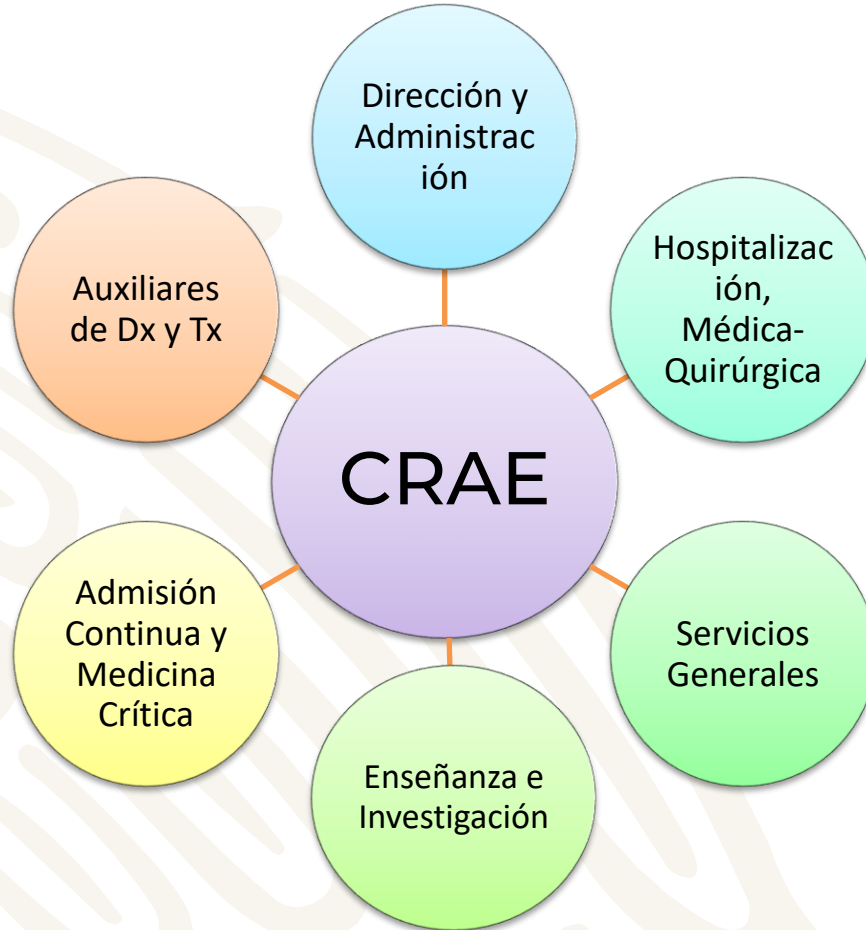 Dirección y
Administrac
ión
Hospitalizac
ión,
Médica-
Quirúrgica
Auxiliares
de Dx y Tx
CRAE
Admisión
Continua y
Medicina
Crítica
Servicios
Generales
Enseñanza e
Investigación